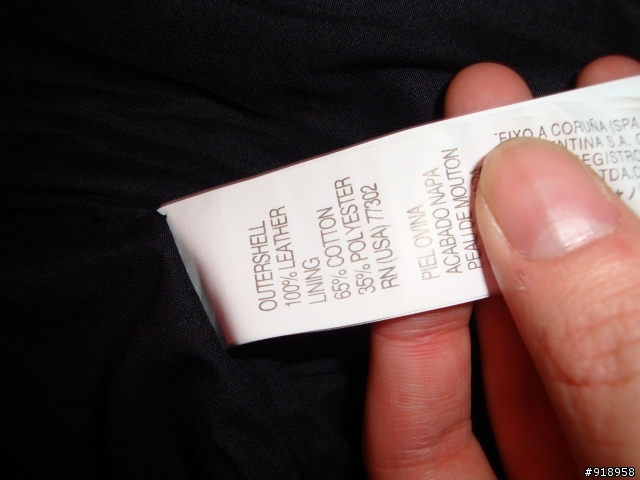 OUTERSHELL
100% LEATHER
LINING
65% COTTON
35% POLYESTER
RN (USA) 77302
PIEL OVINA
ACABADO NAPA
PEAU DE MOUTON
A CORUÑA
S.A.
#918958